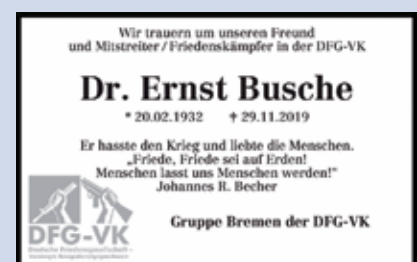 Wir trauern um unseren Freund
und Mitstreiter / Friedenskämpfer in der DFG-VK
Dr. Ernst Busche
* 20.02.1932 † 29.11.2019
Er hasste den Krieg und liebte die Menschen.
„Friede, Friede sei auf Erden!
Menschen lasst uns Menschen werden!"
Johannes R. Becher
Gruppe Bremen der DFG-VK
DFG-VK
Deutsche Friedensgesellschaft –